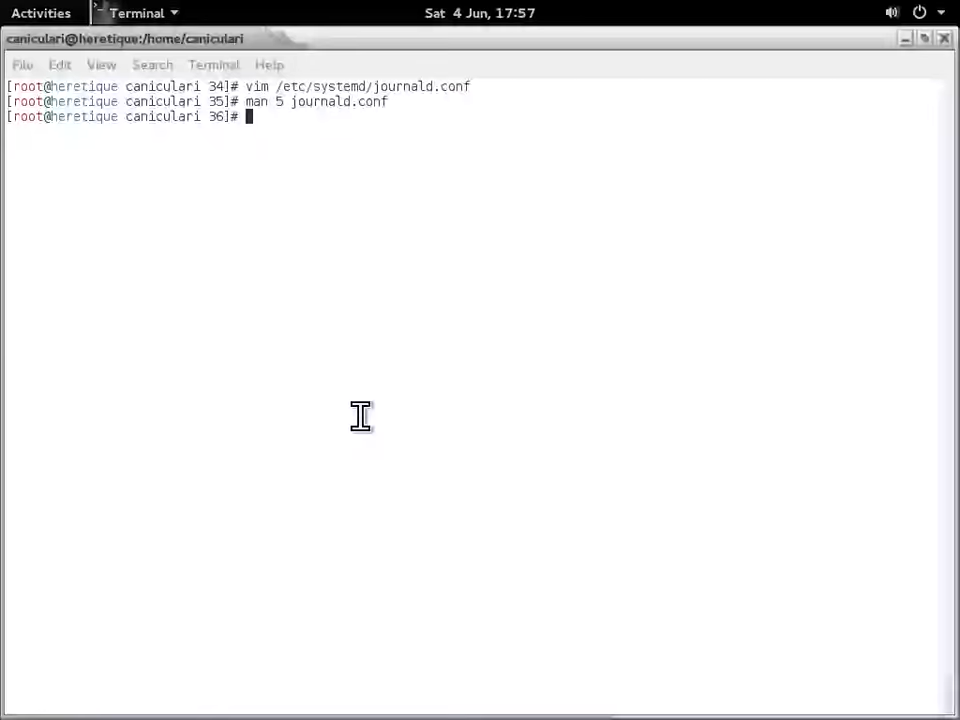 Activities Terminal Sat 4 Jun, 17:57
caniculari@heretique:/home/caniculari
File Edit View Search Terminal Help
[root@heretique caniculari 34]# vim /etc/systemd/journald.conf
[root@heretique caniculari 35]# man 5 journald.conf
[root@heretique caniculari 36]#